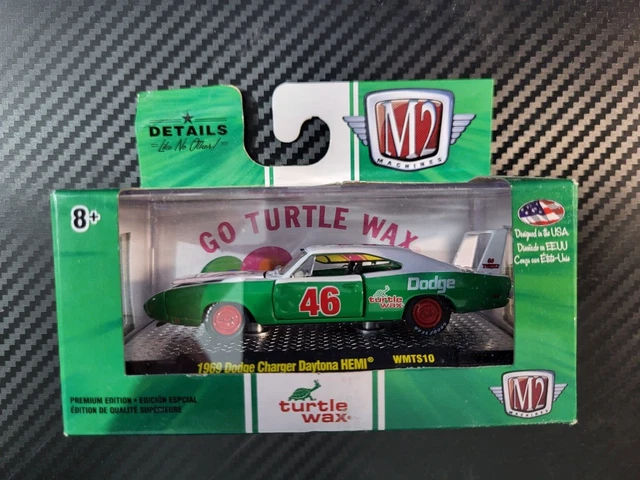 DETAILS
Like No Other!
M2
MACHINES
8+
GO TURTLE WAX
Designed in the U.S.A.
Diseñado en EEUU
Conçu aux États-Unis
46
turtle
wax
Dodge
1969 Dodge Charger Daytona HEMI®
WMTS10
PREMIUM EDITION • EDICIÓN ESPCIAL
ÉDITION DE QUALITÉ SUPÉRIEURE
turtle
wax®
M2
MACHINES